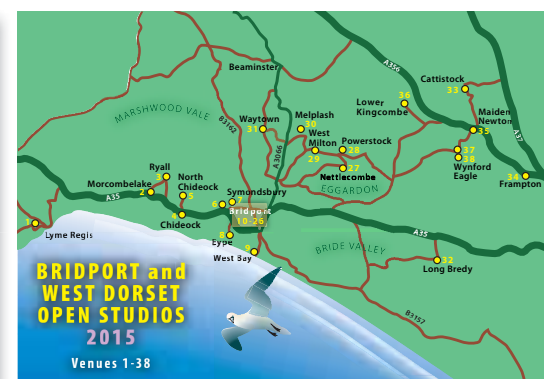 Beaminster
A356
Cattistock
33
36
Lower
Kingcombe
A37
MARSHWOOD VALE
B3162
Waytown
31
Melplash
30
West
Milton
29
Powerstock
28
Maiden
Newton
35
A3066
37
38
Wynford
Eagle
34
Frampton
Ryall
3
Morcombelake
2
North
Chideock
5
27
Nettlecombe
EGGARDON
A35
Symondsbury
6
7
Bridport
10-26
4
Chideock
1
Lyme Regis
8
Eype
9
West Bay
A35
BRIDE VALLEY
32
Long Bredy
B3157
BRIDPORT and
WEST DORSET
OPEN STUDIOS
2015
Venues 1-38